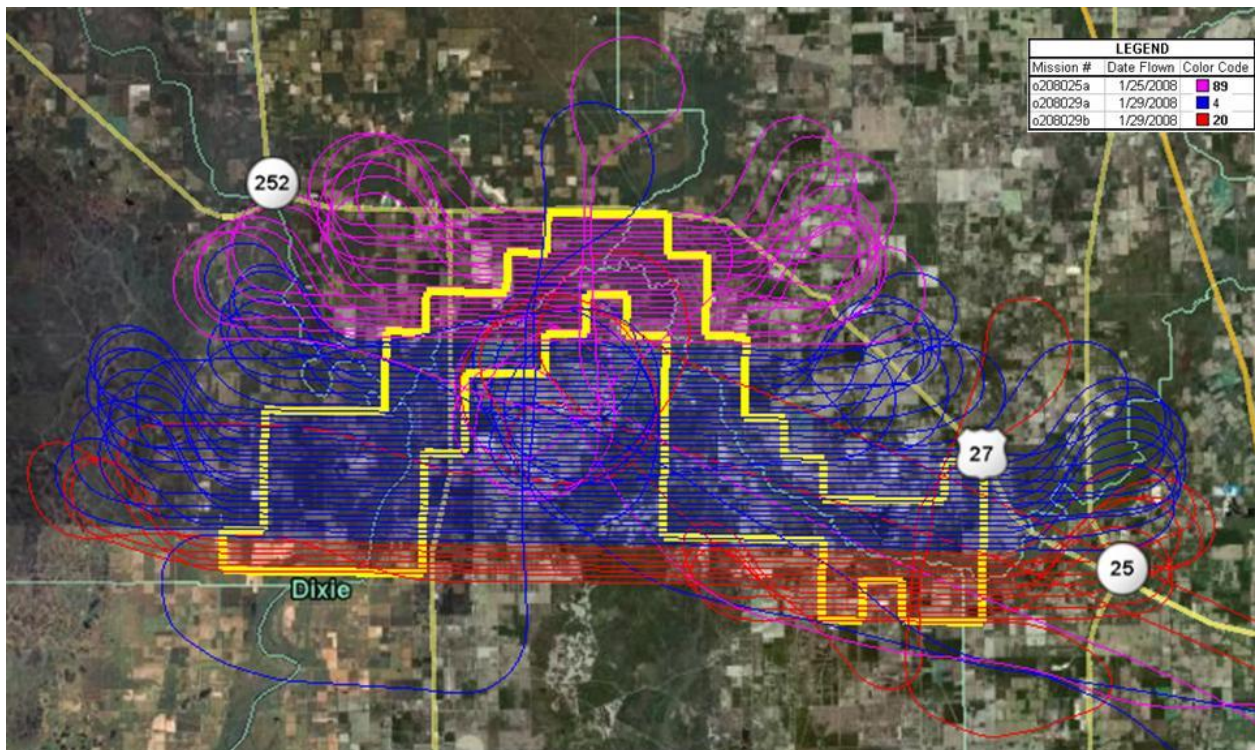 LEGEND
Mission # Date Flown Color Code
o208025a 1/25/2008 89
o208029a 1/29/2008 4
o208029b 1/29/2008 20
252
27
25
Dixie